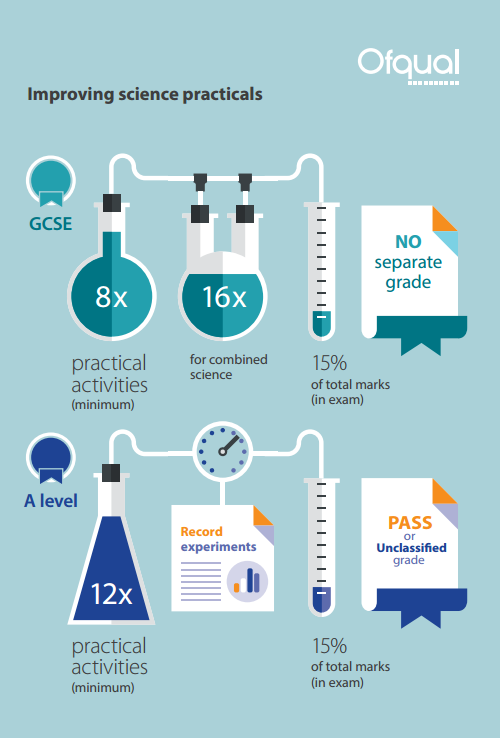 Ofqual
Improving science practicals
GCSE
8x
practical
activities
(minimum)
16x
for combined
science
15%
of total marks
(in exam)
NO
separate
grade
A level
12x
practical
activities
(minimum)
Record
experiments
15%
of total marks
(in exam)
PASS
or
Unclassified
grade